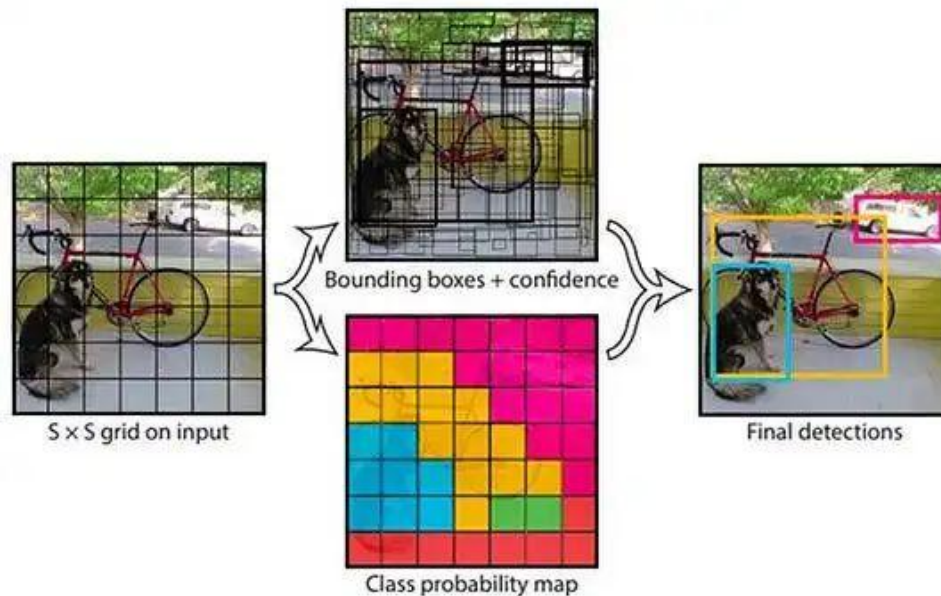 S × S grid on input
Bounding boxes + confidence
Class probability map
Final detections